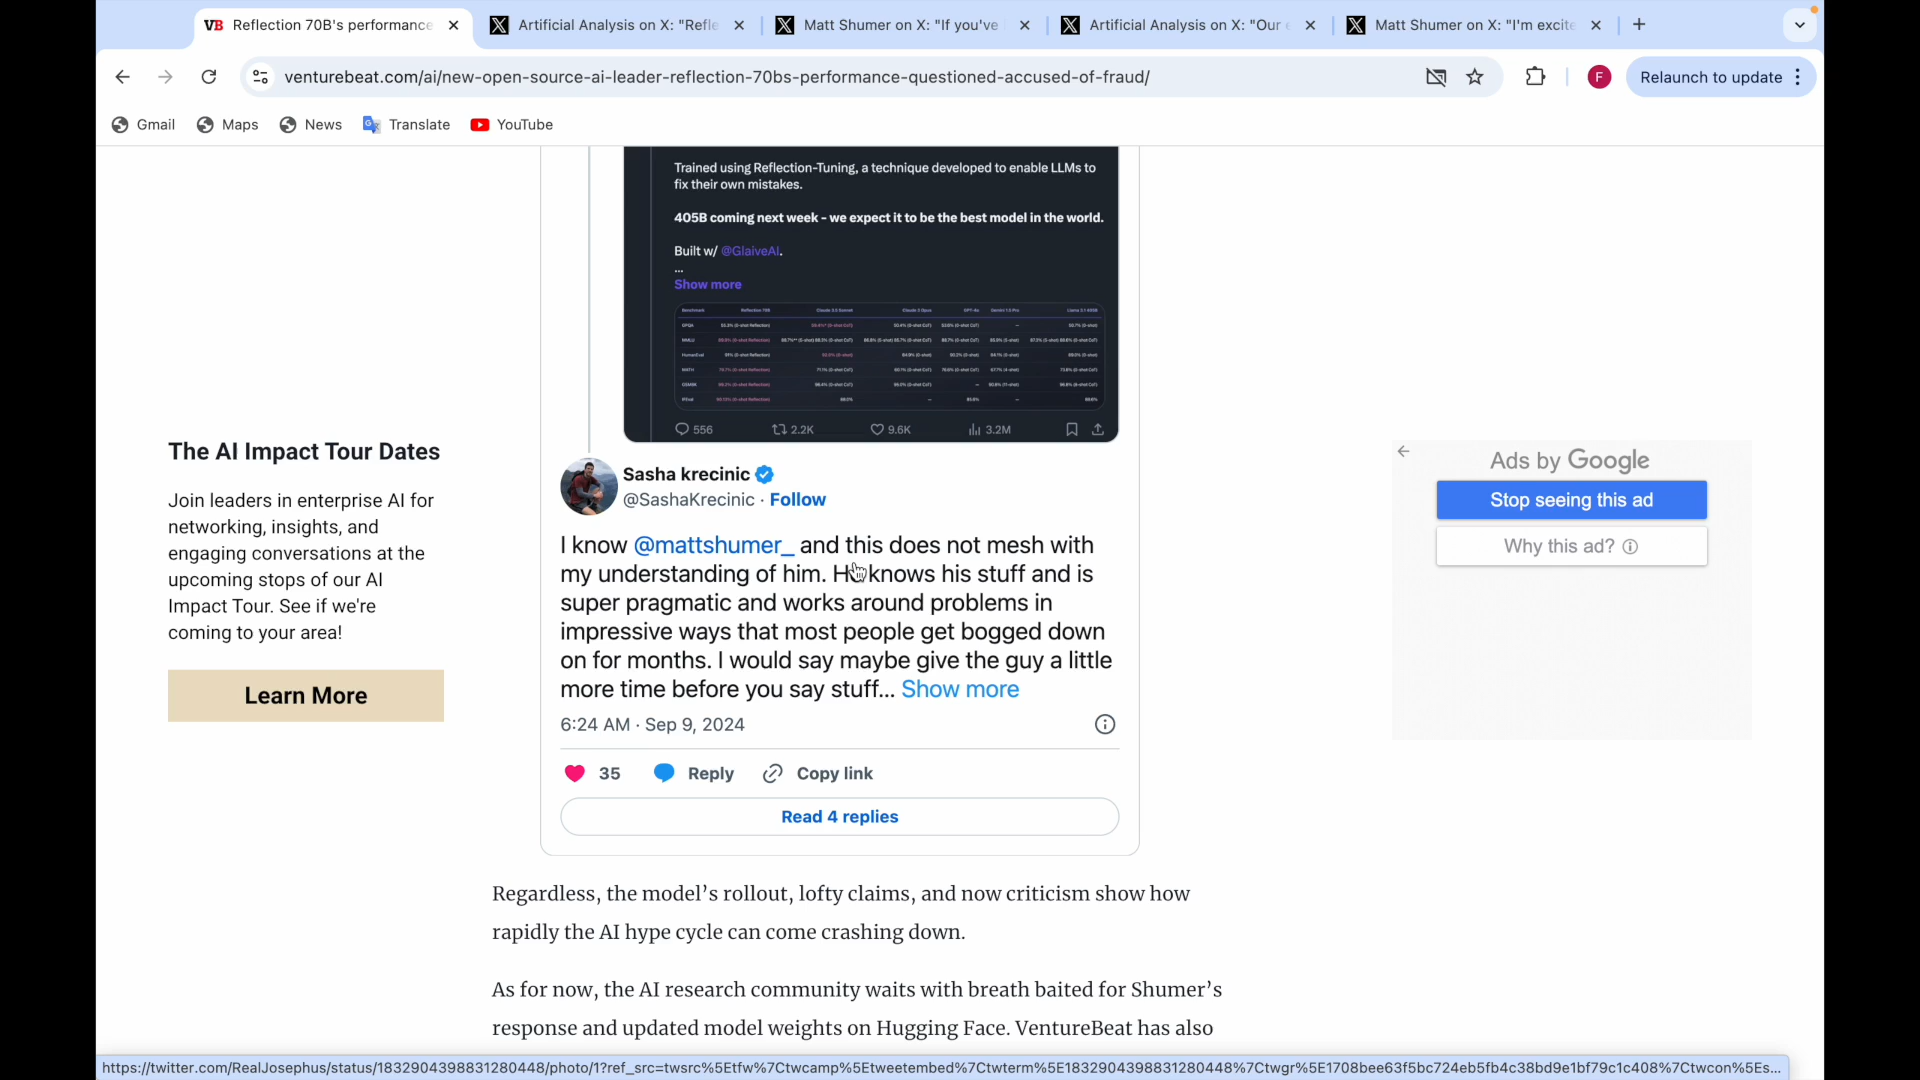 VB Reflection 70B's performance
Artificial Analysis on X: "Refle
Matt Shumer on X: "If you've
Artificial Analysis on X: "Our
Matt Shumer on X: "I'm excite
venturebeat.com/ai/new-open-source-ai-leader-reflection-70bs-performance-questioned-accused-of-fraud/
F
Relaunch to update
Gmail
Maps
News
Translate
YouTube
Trained using Reflection-Tuning, a technique developed to enable LLMs to
fix their own mistakes.
405B coming next week - we expect it to be the best model in the world.
Built w/ @GlaiveAI.
...
Show more
556
2.2K
9.6K
3.2M
Sasha krecinic
@SashaKrecinic · Follow
I know @mattshumer_ and this does not mesh with
my understanding of him. He knows his stuff and is
super pragmatic and works around problems in
impressive ways that most people get bogged down
on for months. I would say maybe give the guy a little
more time before you say stuff... Show more
6:24 AM · Sep 9, 2024
35
Reply
Copy link
Read 4 replies
The AI Impact Tour Dates
Join leaders in enterprise AI for
networking, insights, and
engaging conversations at the
upcoming stops of our AI
Impact Tour. See if we're
coming to your area!
Learn More
Ads by Google
Stop seeing this ad
Why this ad?
Regardless, the model's rollout, lofty claims, and now criticism show how
rapidly the AI hype cycle can come crashing down.
As for now, the AI research community waits with breath baited for Shumer's
response and updated model weights on Hugging Face. VentureBeat has also
https://twitter.com/RealJosephus/status/1832904398831280448/photo/1?ref_src=twsrc%5Etfw%7Ctwcamp%5Etweetembed%7Ctwterm%5E1832904398831280448%7Ctwgr%5E1708bee63f5bc724eb5fb4c38bd9e1bf79c1c408%7Ctwcon%5Es...